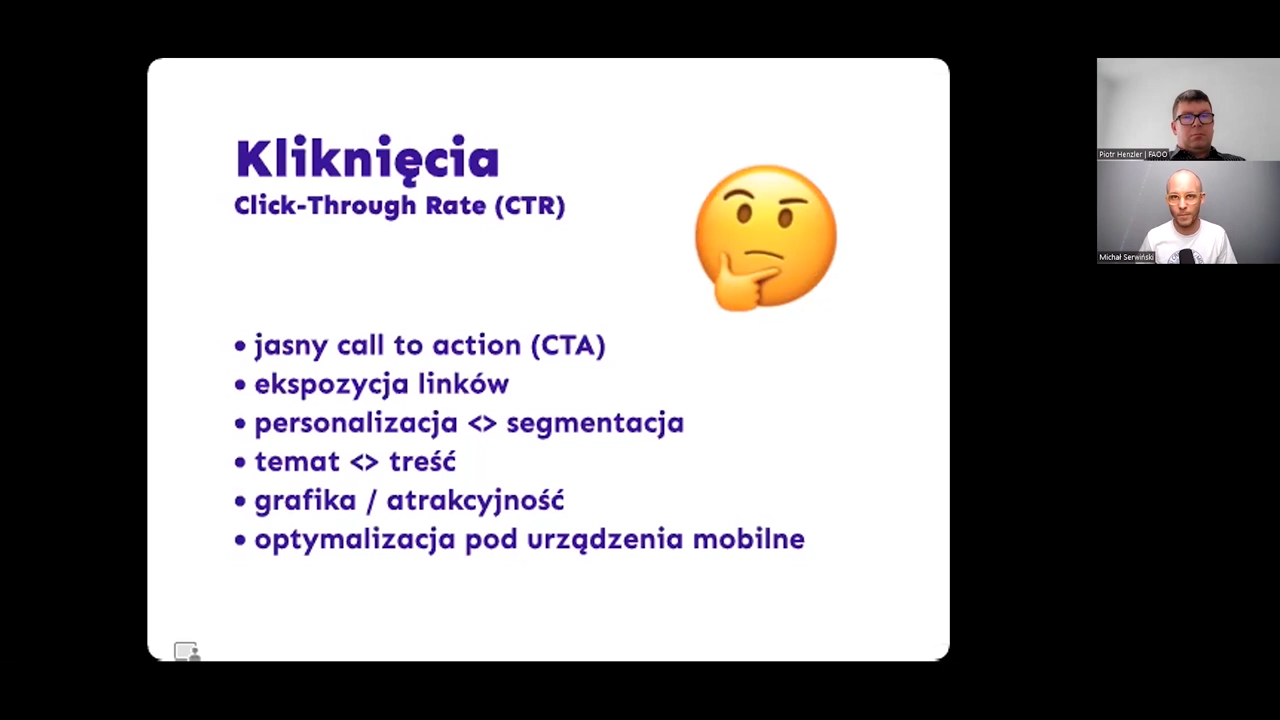 Kliknięcia
Click-Through Rate (CTR)
• jasny call to action (CTA)
• ekspozycja linków
• personalizacja <> segmentacja
• temat <> treść
• grafika / atrakcyjność
• optymalizacja pod urządzenia mobilne
Piotr Henzler | FAOO
Michał Serwiński